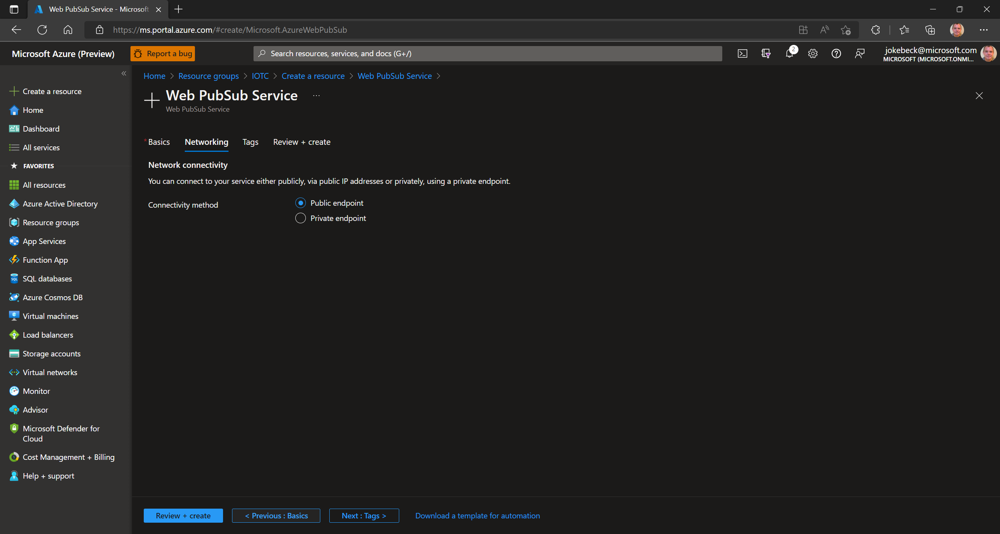 Web PubSub Service - Microsoft
https://ms.portal.azure.com/#create/Microsoft.AzureWebPubSub
Microsoft Azure (Preview)
Report a bug
Search resources, services, and docs (G+/)
2
jokebeck@microsoft.com
MICROSOFT (MICROSOFT.ONMI...
Create a resource
Home
Dashboard
All services
FAVORITES
All resources
Azure Active Directory
Resource groups
App Services
Function App
SQL databases
Azure Cosmos DB
Virtual machines
Load balancers
Storage accounts
Virtual networks
Monitor
Advisor
Microsoft Defender for
Cloud
Cost Management + Billing
Help + support
Home > Resource groups > IOTC > Create a resource > Web PubSub Service >
Web PubSub Service ...
Web PubSub Service
* Basics Networking Tags Review + create
Network connectivity
You can connect to your service either publicly, via public IP addresses or privately, using a private endpoint.
Connectivity method
Public endpoint
Private endpoint
Review + create
< Previous : Basics
Next : Tags >
Download a template for automation